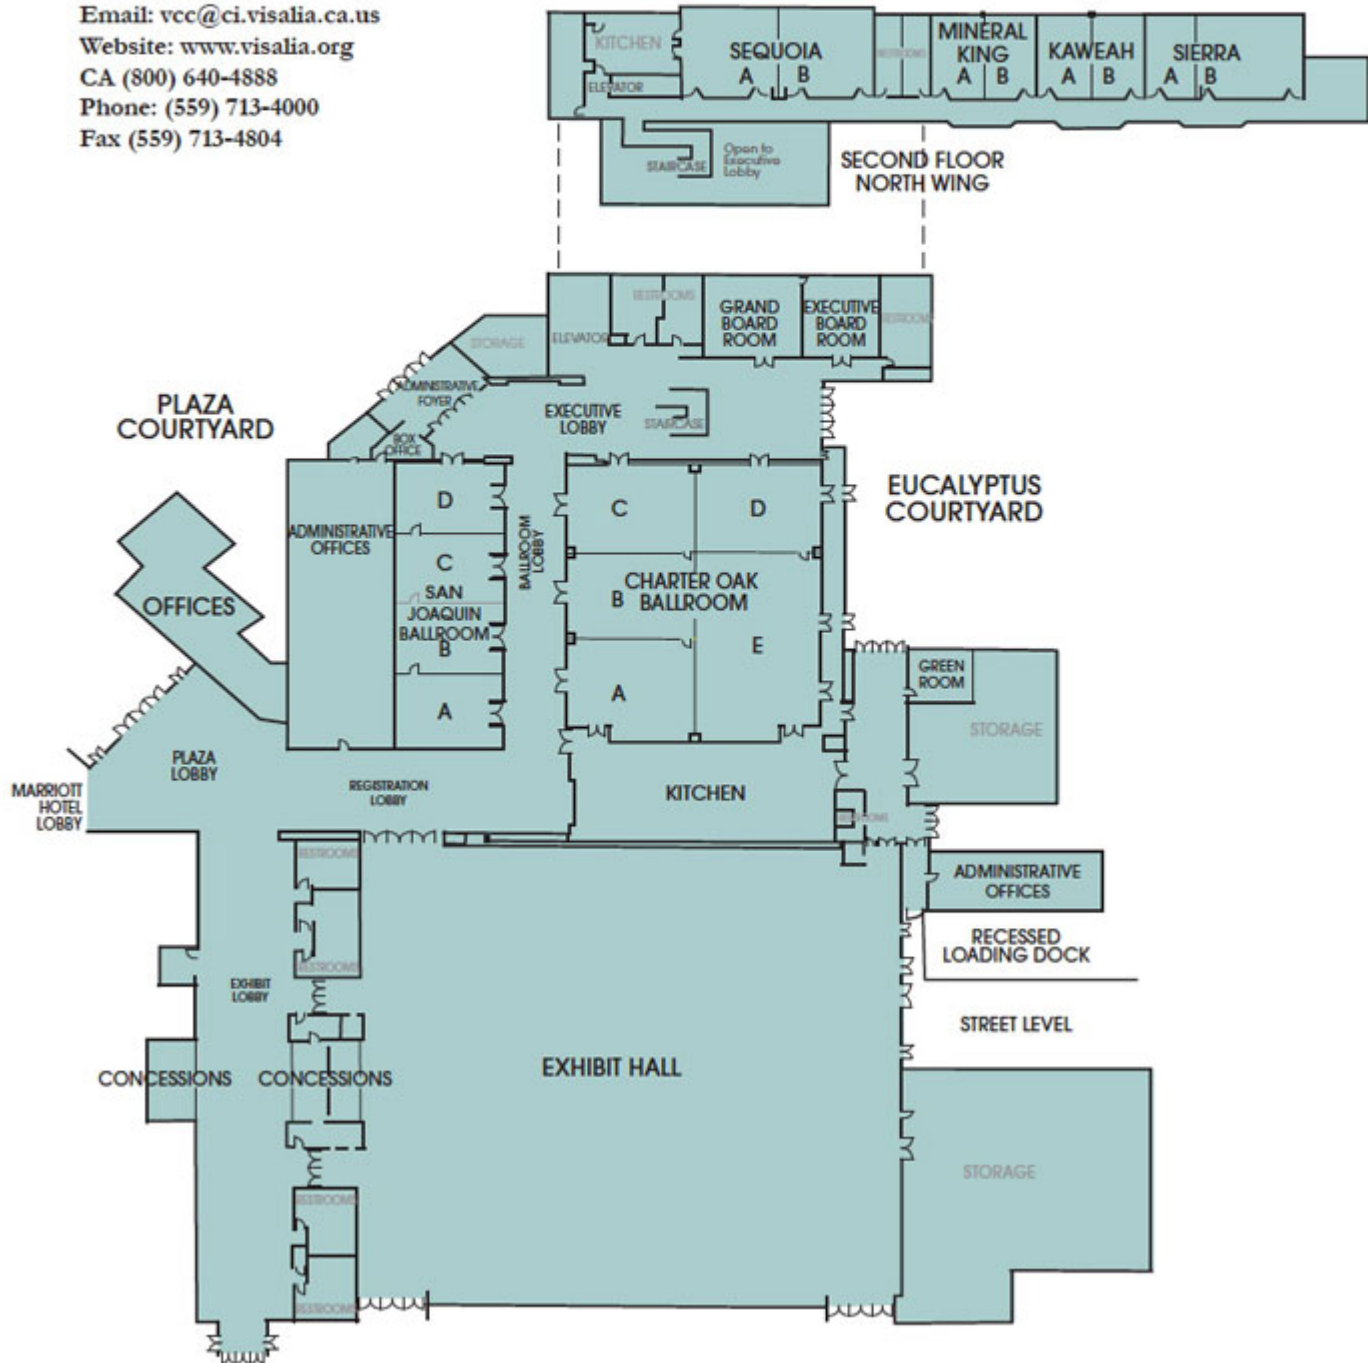 Email: vcc@ci.visalia.ca.us
Website: www.visalia.org
CA (800) 640-4888
Phone: (559) 713-4000
Fax (559) 713-4804
KITCHEN
SEQUOIA
A B
RESTROOMS
MINERAL
KING
A B
KAWEAH
A B
SIERRA
A B
ELEVATOR
STAIRCASE
Open to
Executive
Lobby
SECOND FLOOR
NORTH WING
RESTROOMS
GRAND
BOARD
ROOM
EXECUTIVE
BOARD
ROOM
RESTROOMS
STORAGE
ELEVATOR
ADMINISTRATIVE
FOYER
PLAZA
COURTYARD
EXECUTIVE
LOBBY
STAIRCASE
BOX
OFFICE
D
C
SAN
JOAQUIN
BALLROOM
B
A
ADMINISTRATIVE
OFFICES
BALLROOM
LOBBY
C
D
CHARTER OAK
BALLROOM
B
E
A
EUCALYPTUS
COURTYARD
OFFICES
GREEN
ROOM
STORAGE
PLAZA
LOBBY
MARRIOTT
HOTEL
LOBBY
REGISTRATION
LOBBY
KITCHEN
RESTROOMS
RESTROOMS
ADMINISTRATIVE
OFFICES
RECESSED
LOADING DOCK
RESTROOMS
EXHIBIT
LOBBY
STREET LEVEL
CONCESSIONS
CONCESSIONS
EXHIBIT HALL
STORAGE
RESTROOMS
RESTROOMS